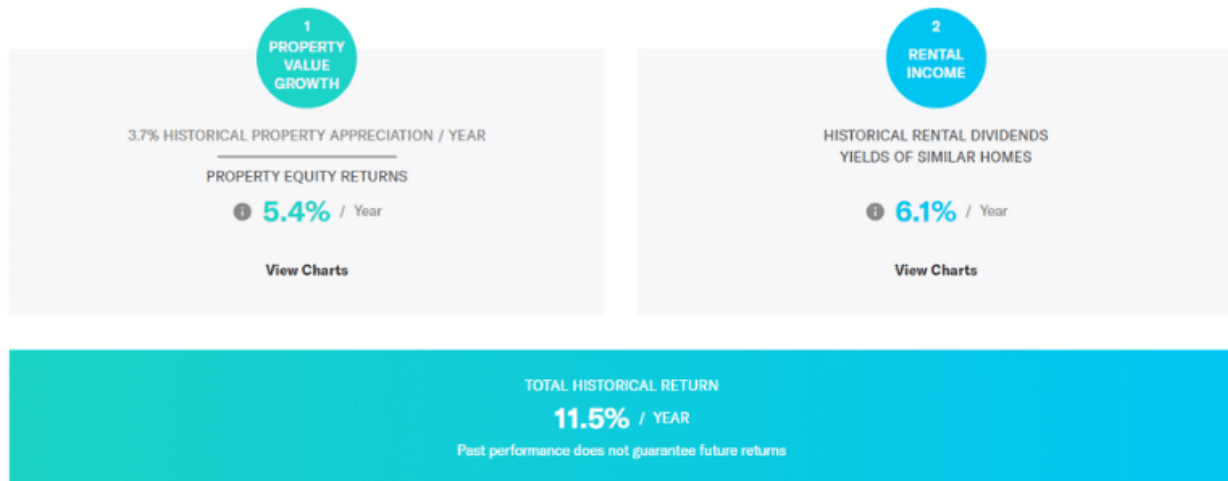 1
PROPERTY
VALUE
GROWTH
3.7% HISTORICAL PROPERTY APPRECIATION / YEAR
PROPERTY EQUITY RETURNS
5.4% / Year
View Charts
2
RENTAL
INCOME
HISTORICAL RENTAL DIVIDENDS
YIELDS OF SIMILAR HOMES
6.1% / Year
View Charts
TOTAL HISTORICAL RETURN
11.5% / YEAR
Past performance does not guarantee future returns